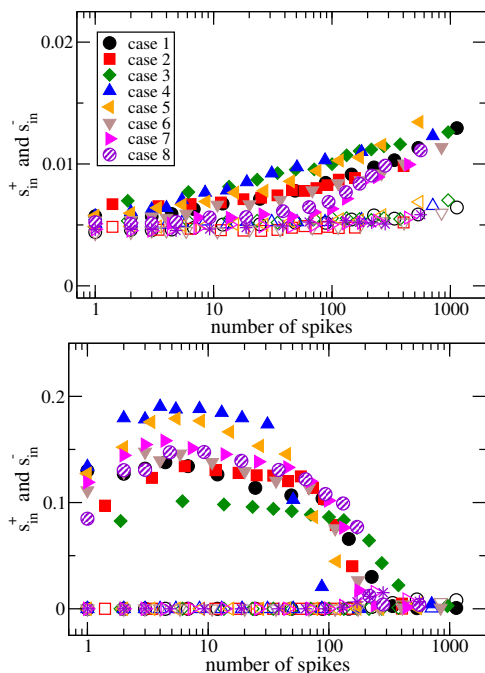 0.02
0.01
0
s⁺in and s⁻in
case 1
case 2
case 3
case 4
case 5
case 6
case 7
case 8
1 10 100 1000
number of spikes
0.2
0.1
0
s⁺in and s⁻in
1 10 100 1000
number of spikes